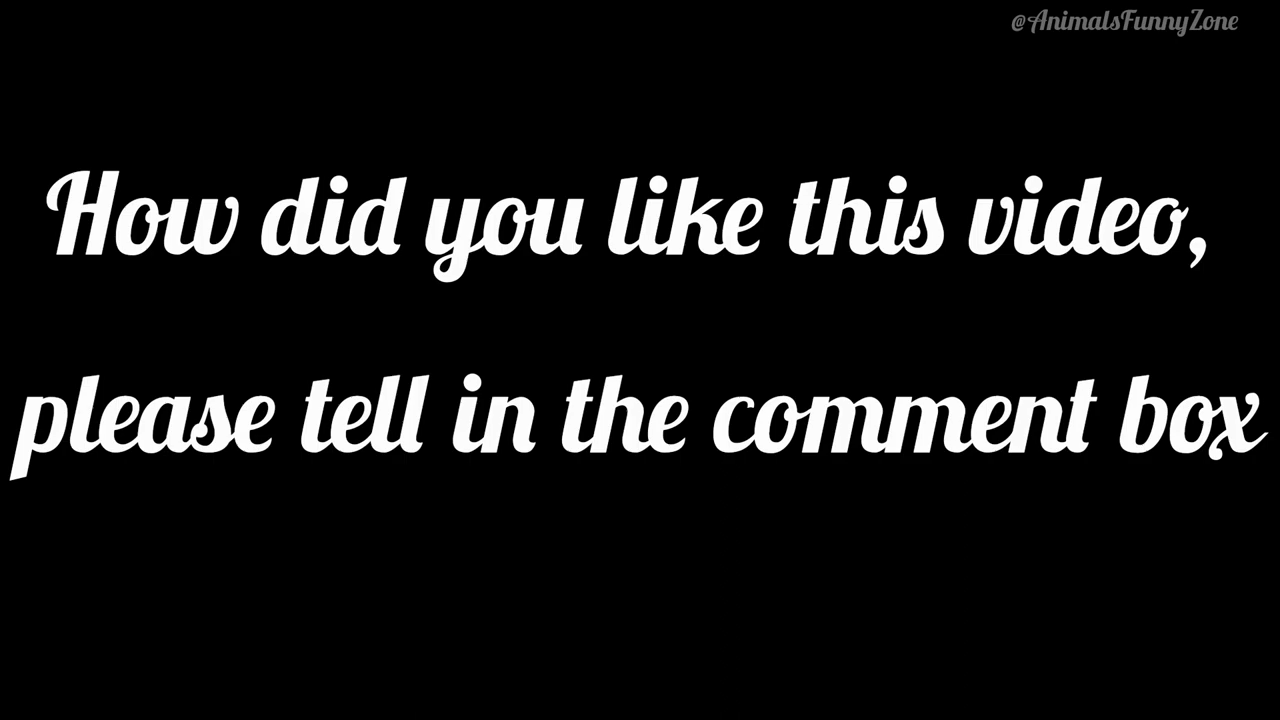 @AnimalsFunnyZone
How did you like this video,
please tell in the comment box